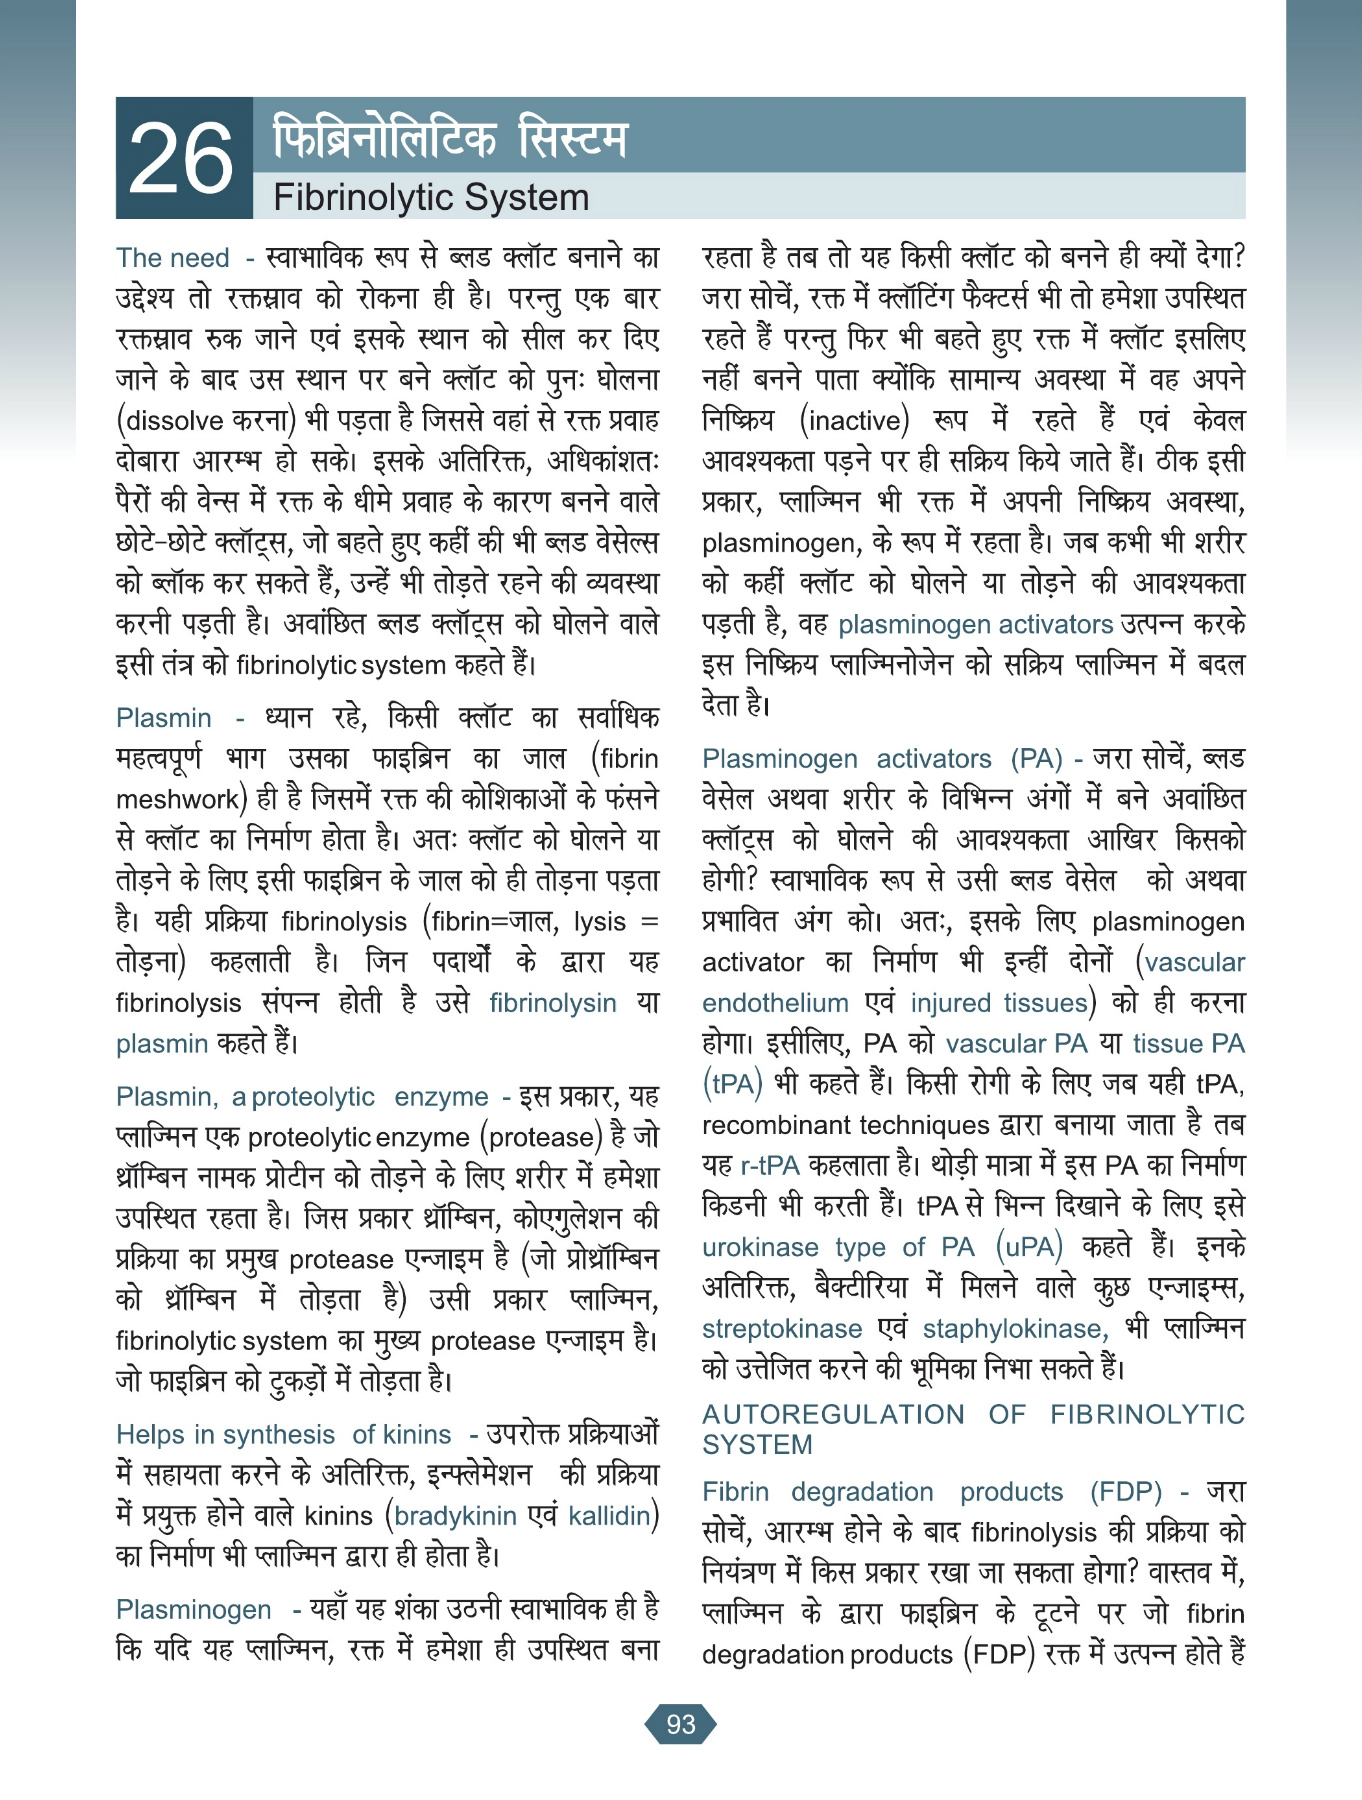 26
फिब्रिनोलिटिक सिस्टम
Fibrinolytic System
The need - स्वाभाविक रूप से ब्लड क्लॉट बनाने का
उद्देश्य तो रक्तस्राव को रोकना ही है। परन्तु एक बार
रक्तस्राव रुक जाने एवं इसके स्थान को सील कर दिए
जाने के बाद उस स्थान पर बने क्लॉट को पुनः घोलना
(dissolve करना) भी पड़ता है जिससे वहां से रक्त प्रवाह
दोबारा आरम्भ हो सके। इसके अतिरिक्त, अधिकांशतः
पैरों की वेन्स में रक्त के धीमे प्रवाह के कारण बनने वाले
छोटे-छोटे क्लॉट्स, जो बहते हुए कहीं की भी ब्लड वेसेल्स
को ब्लॉक कर सकते हैं, उन्हें भी तोड़ते रहने की व्यवस्था
करनी पड़ती है। अवांछित ब्लड क्लॉट्स को घोलने वाले
इसी तंत्र को fibrinolytic system कहते हैं।
Plasmin - ध्यान रहे, किसी क्लॉट का सर्वाधिक
महत्वपूर्ण भाग उसका फाइब्रिन का जाल (fibrin
meshwork) ही है जिसमें रक्त की कोशिकाओं के फंसने
से क्लॉट का निर्माण होता है। अतः क्लॉट को घोलने या
तोड़ने के लिए इसी फाइब्रिन के जाल को ही तोड़ना पड़ता
है। यही प्रक्रिया fibrinolysis (fibrin=जाल, lysis =
तोड़ना) कहलाती है। जिन पदार्थों के द्वारा यह
fibrinolysis संपन्न होती है उसे fibrinolysin या
plasmin कहते हैं।
Plasmin, a proteolytic enzyme - इस प्रकार, यह
प्लाज्मिन एक proteolytic enzyme (protease) है जो
थ्रॉम्बिन नामक प्रोटीन को तोड़ने के लिए शरीर में हमेशा
उपस्थित रहता है। जिस प्रकार थ्रॉम्बिन, कोएगुलेशन की
प्रक्रिया का प्रमुख protease एन्जाइम है (जो प्रोथ्रॉम्बिन
को थ्रॉम्बिन में तोड़ता है) उसी प्रकार प्लाज्मिन,
fibrinolytic system का मुख्य protease एन्जाइम है।
जो फाइब्रिन को टुकड़ों में तोड़ता है।
Helps in synthesis of kinins - उपरोक्त प्रक्रियाओं
में सहायता करने के अतिरिक्त, इन्फ्लेमेशन की प्रक्रिया
में प्रयुक्त होने वाले kinins (bradykinin एवं kallidin)
का निर्माण भी प्लाज्मिन द्वारा ही होता है।
Plasminogen - यहाँ यह शंका उठनी स्वाभाविक ही है
कि यदि यह प्लाज्मिन, रक्त में हमेशा ही उपस्थित बना
रहता है तब तो यह किसी क्लॉट को बनने ही क्यों देगा?
जरा सोचें, रक्त में क्लॉटिंग फैक्टर्स भी तो हमेशा उपस्थित
रहते हैं परन्तु फिर भी बहते हुए रक्त में क्लॉट इसलिए
नहीं बनने पाता क्योंकि सामान्य अवस्था में वह अपने
निष्क्रिय (inactive) रूप में रहते हैं एवं केवल
आवश्यकता पड़ने पर ही सक्रिय किये जाते हैं। ठीक इसी
प्रकार, प्लाज्मिन भी रक्त में अपनी निष्क्रिय अवस्था,
plasminogen, के रूप में रहता है। जब कभी भी शरीर
को कहीं क्लॉट को घोलने या तोड़ने की आवश्यकता
पड़ती है, वह plasminogen activators उत्पन्न करके
इस निष्क्रिय प्लाज्मिनोजेन को सक्रिय प्लाज्मिन में बदल
देता है।
Plasminogen activators (PA) - जरा सोचें, ब्लड
वेसेल अथवा शरीर के विभिन्न अंगों में बने अवांछित
क्लॉट्स को घोलने की आवश्यकता आखिर किसको
होगी? स्वाभाविक रूप से उसी ब्लड वेसेल को अथवा
प्रभावित अंग को। अतः, इसके लिए plasminogen
activator का निर्माण भी इन्हीं दोनों (vascular
endothelium एवं injured tissues) को ही करना
होगा। इसीलिए, PA को vascular PA या tissue PA
(tPA) भी कहते हैं। किसी रोगी के लिए जब यही tPA,
recombinant techniques द्वारा बनाया जाता है तब
यह r-tPA कहलाता है। थोड़ी मात्रा में इस PA का निर्माण
किडनी भी करती हैं। tPA से भिन्न दिखाने के लिए इसे
urokinase type of PA (uPA) कहते हैं। इनके
अतिरिक्त, बैक्टीरिया में मिलने वाले कुछ एन्जाइम्स,
streptokinase एवं staphylokinase, भी प्लाज्मिन
को उत्तेजित करने की भूमिका निभा सकते हैं।
AUTOREGULATION OF FIBRINOLYTIC
SYSTEM
Fibrin degradation products (FDP) - जरा
सोचें, आरम्भ होने के बाद fibrinolysis की प्रक्रिया को
नियंत्रण में किस प्रकार रखा जा सकता होगा? वास्तव में,
प्लाज्मिन के द्वारा फाइब्रिन के टूटने पर जो fibrin
degradation products (FDP) रक्त में उत्पन्न होते हैं
93